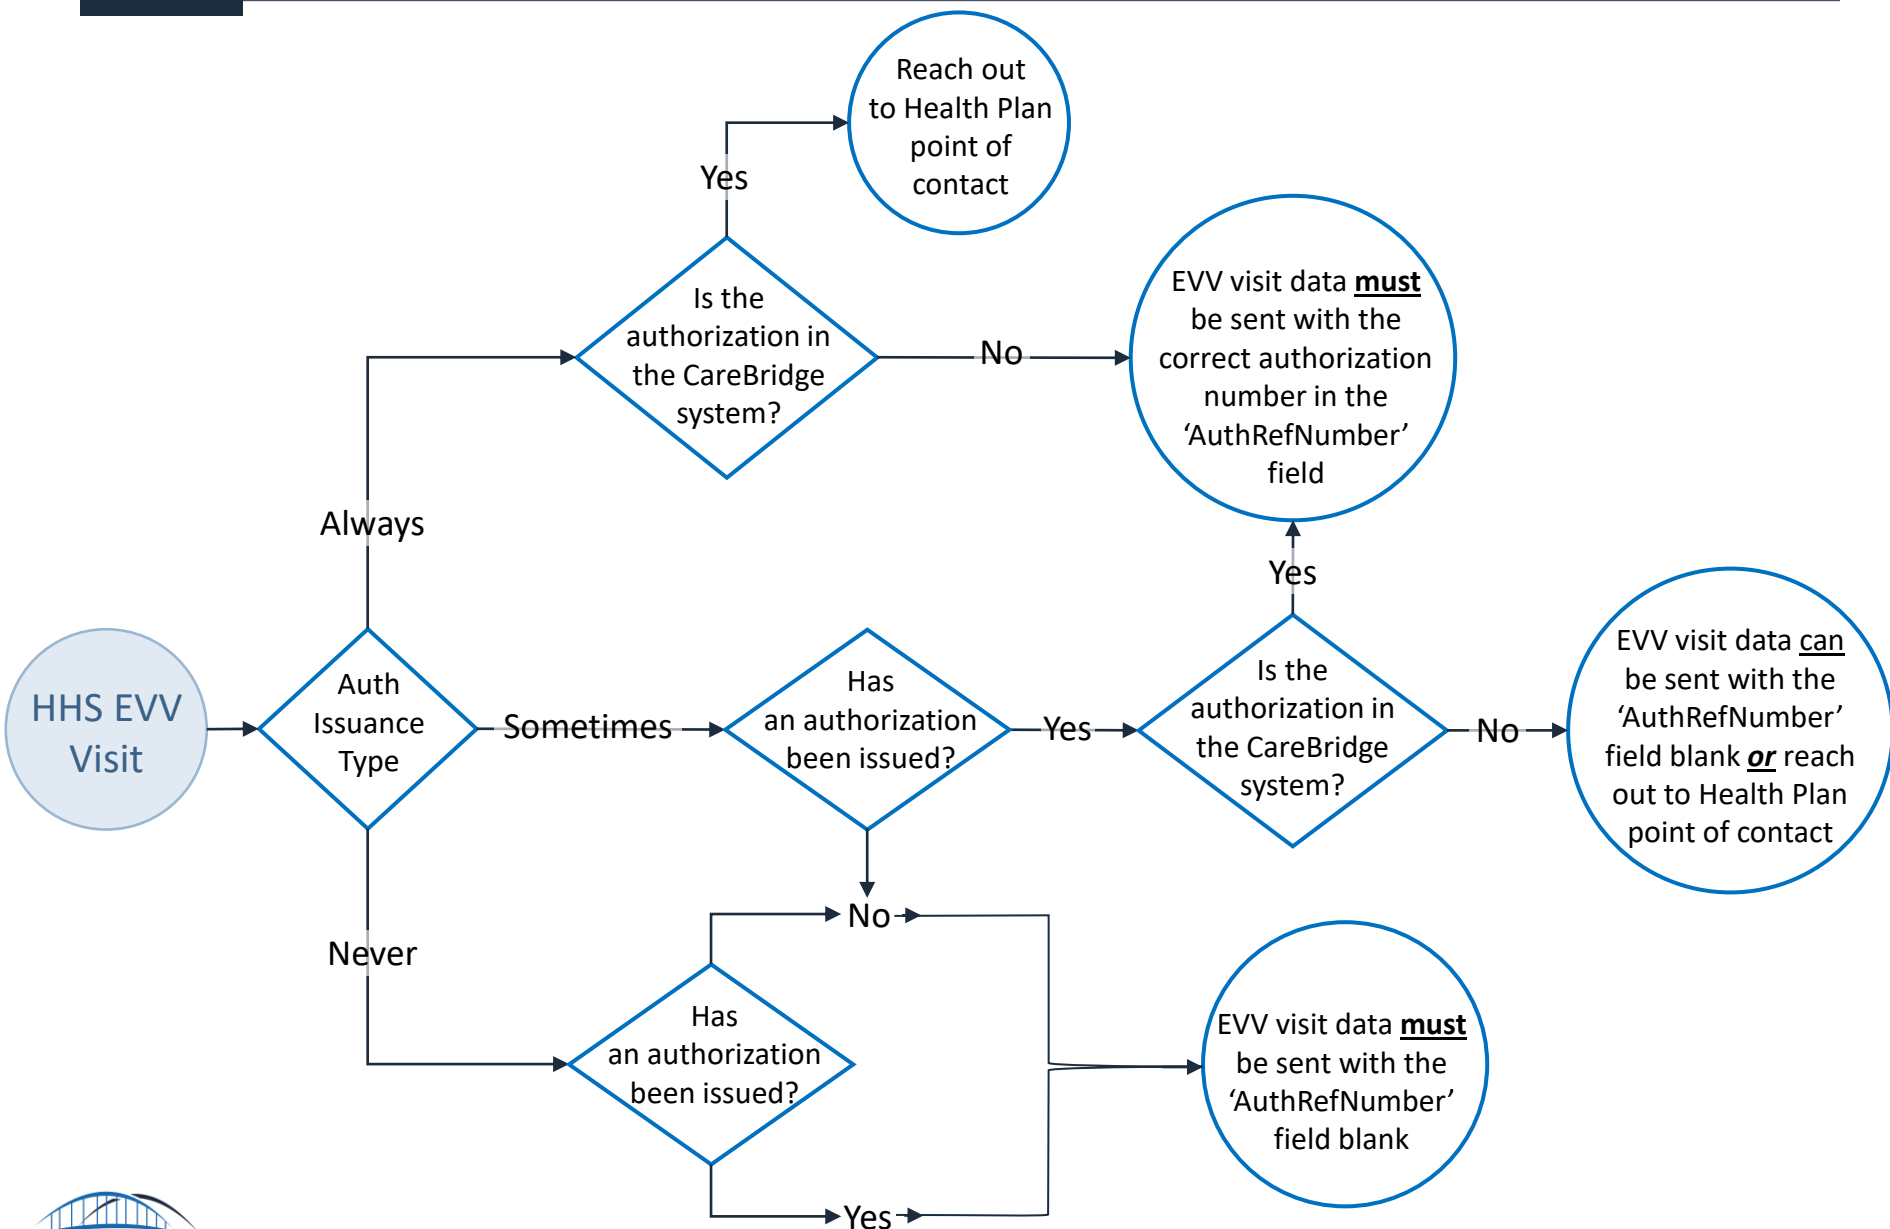 Reach out
to Health Plan
point of
contact
Yes
Is the
authorization in
the CareBridge
system?
No
EVV visit data must
be sent with the
correct authorization
number in the
‘AuthRefNumber’
field
Always
Yes
HHS EVV
Visit
Auth
Issuance
Type
Sometimes
Has
an authorization
been issued?
Yes
Is the
authorization in
the CareBridge
system?
No
EVV visit data can
be sent with the
‘AuthRefNumber’
field blank or reach
out to Health Plan
point of contact
No
Never
Has
an authorization
been issued?
EVV visit data must
be sent with the
‘AuthRefNumber’
field blank
Yes